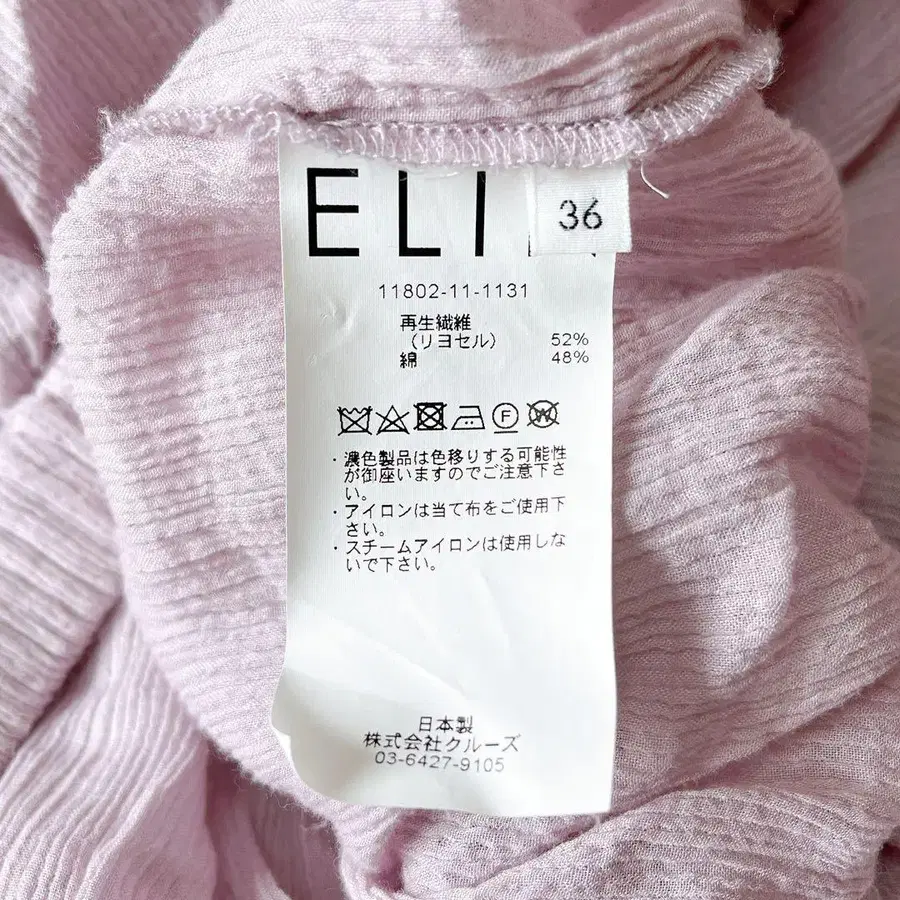 ELI
36
11802-11-1131
再生繊維
（リヨセル） 52%
綿 48%
F
W
・濃色製品は色移りする可能性
が御座いますのでご注意下さ
い。
・アイロンは当て布をご使用下
さい。
・スチームアイロンは使用しな
いで下さい。
日本製
株式会社クルーズ
03-6427-9105